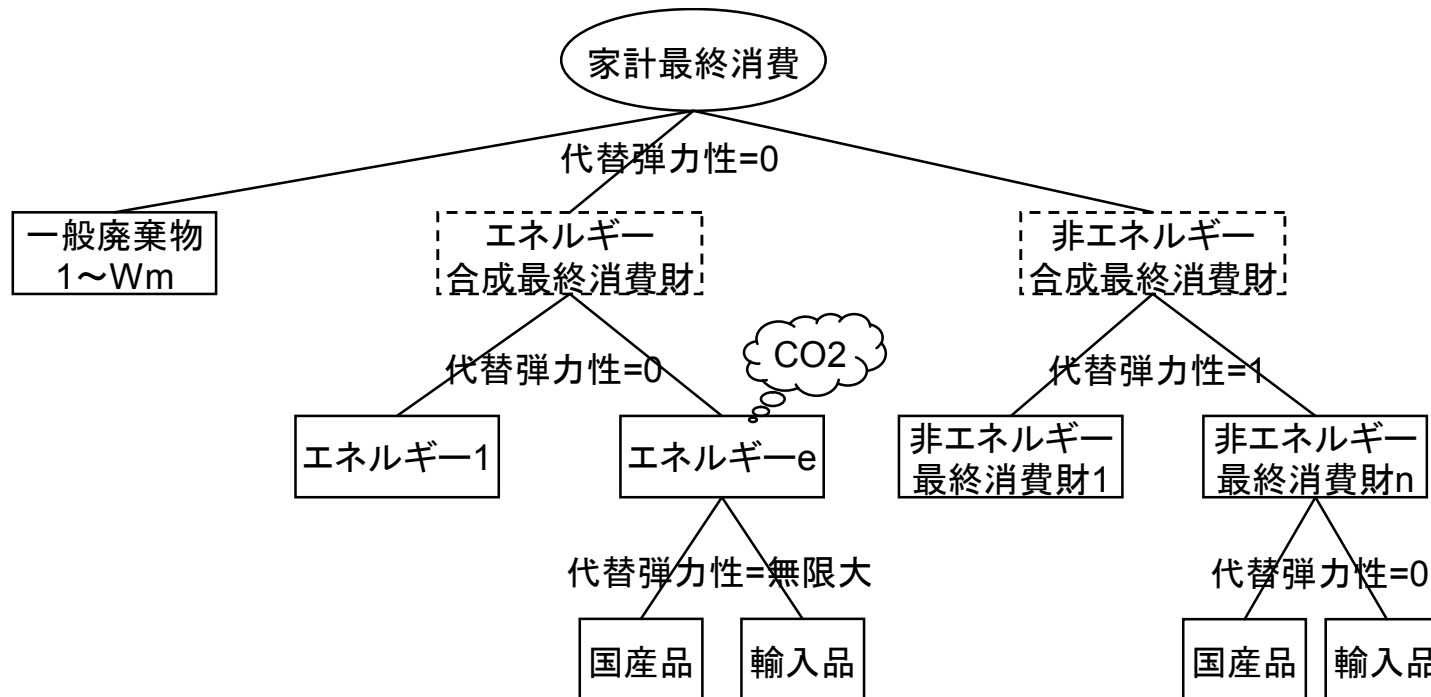 家計最終消費
代替弾力性=0
一般廃棄物
1～Wm
エネルギー
合成最終消費財
非エネルギー
合成最終消費財
CO2
代替弾力性=0
代替弾力性=1
エネルギー1
エネルギーe
非エネルギー
最終消費財1
非エネルギー
最終消費財n
代替弾力性=無限大
代替弾力性=0
国産品
輸入品
国産品
輸入品